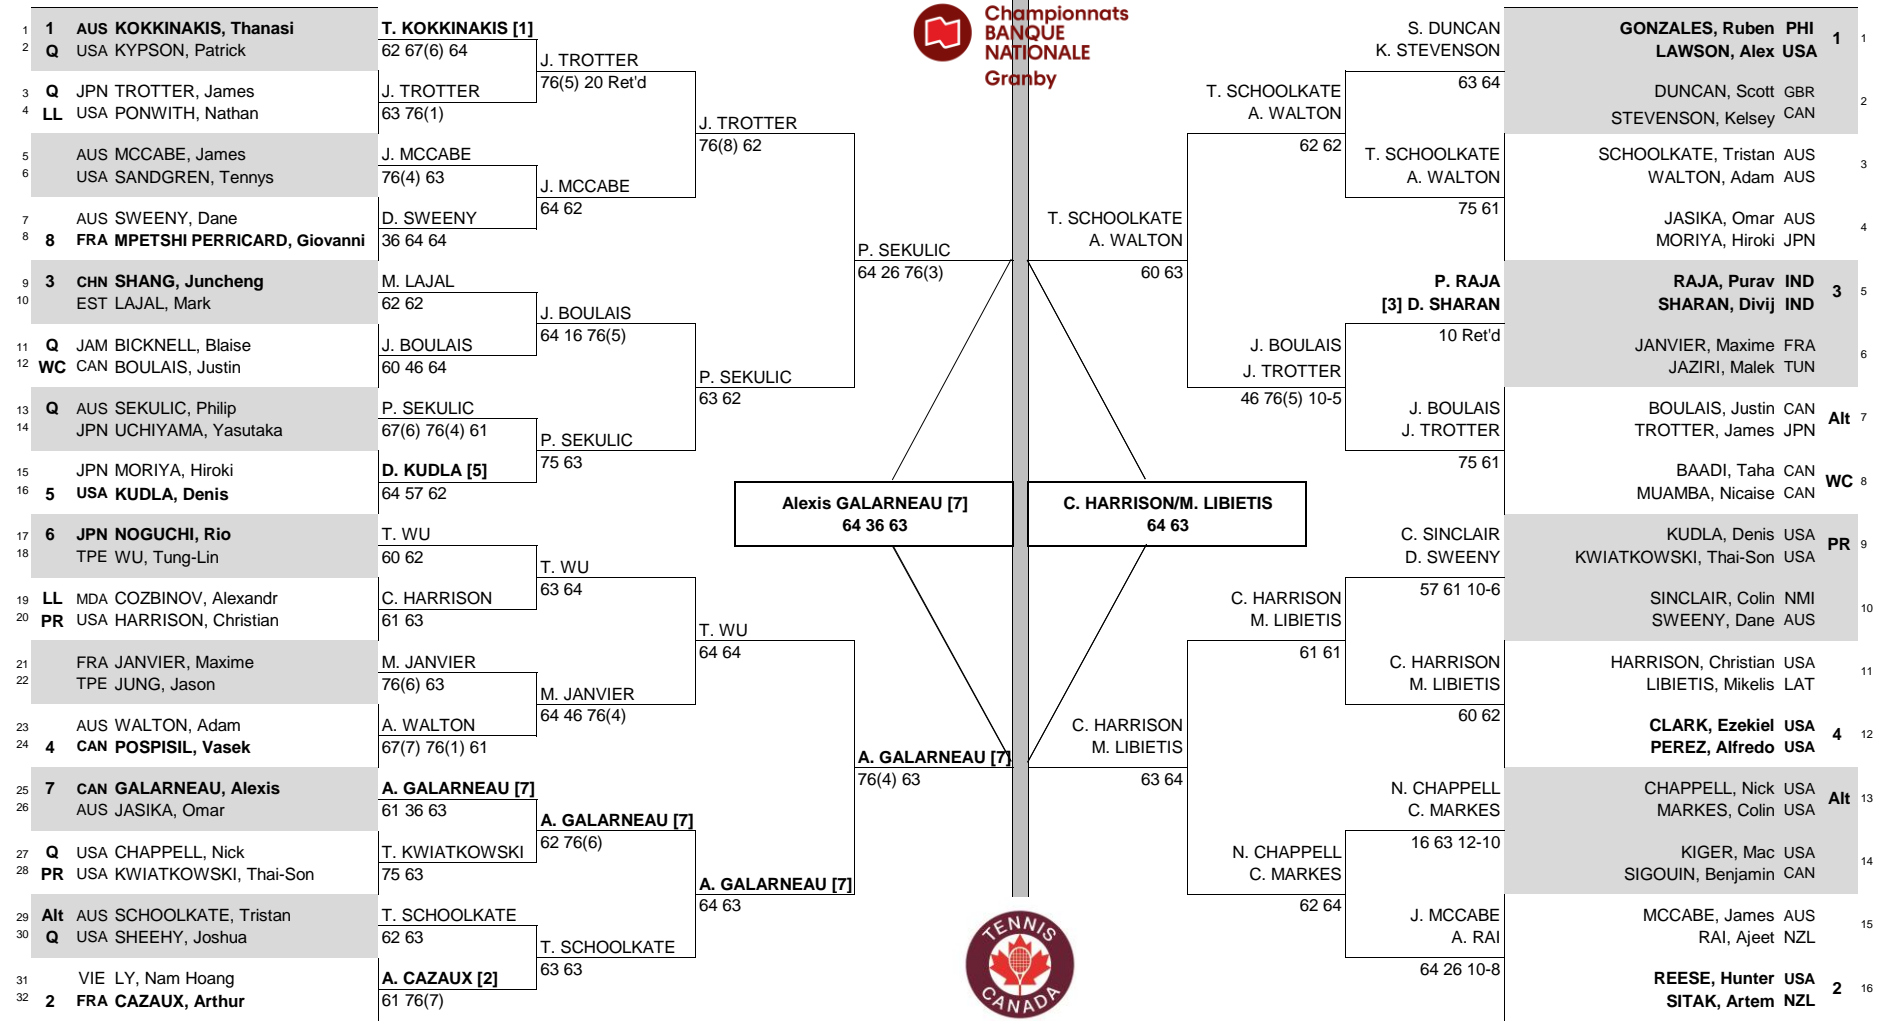 Championnats
BANQUE
NATIONALE
Granby
1 1 AUS KOKKINAKIS, Thanasi
2 Q USA KYPSON, Patrick
3 Q JPN TROTTER, James
4 LL USA PONWITH, Nathan
5 AUS MCCABE, James
6 USA SANDGREN, Tennys
7 AUS SWEENY, Dane
8 8 FRA MPETSHI PERRICARD, Giovanni
9 3 CHN SHANG, Juncheng
10 EST LAJAL, Mark
11 Q JAM BICKNELL, Blaise
12 WC CAN BOULAIS, Justin
13 Q AUS SEKULIC, Philip
14 JPN UCHIYAMA, Yasutaka
15 JPN MORIYA, Hiroki
16 5 USA KUDLA, Denis
17 6 JPN NOGUCHI, Rio
18 TPE WU, Tung-Lin
19 LL MDA COZBINOV, Alexandr
20 PR USA HARRISON, Christian
21 FRA JANVIER, Maxime
22 TPE JUNG, Jason
23 AUS WALTON, Adam
24 4 CAN POSPISIL, Vasek
25 7 CAN GALARNEAU, Alexis
26 AUS JASIKA, Omar
27 Q USA CHAPPELL, Nick
28 PR USA KWIATKOWSKI, Thai-Son
29 Alt AUS SCHOOLKATE, Tristan
30 Q USA SHEEHY, Joshua
31 VIE LY, Nam Hoang
32 2 FRA CAZAUX, Arthur
T. KOKKINAKIS [1]
62 67(6) 64
J. TROTTER
63 76(1)
J. MCCABE
76(4) 63
D. SWEENY
36 64 64
M. LAJAL
62 62
J. BOULAIS
60 46 64
P. SEKULIC
67(6) 76(4) 61
D. KUDLA [5]
64 57 62
T. WU
60 62
C. HARRISON
61 63
M. JANVIER
76(6) 63
A. WALTON
67(7) 76(1) 61
A. GALARNEAU [7]
61 36 63
T. KWIATKOWSKI
75 63
T. SCHOOLKATE
62 63
A. CAZAUX [2]
61 76(7)
J. TROTTER
76(5) 20 Ret'd
J. MCCABE
64 62
J. BOULAIS
64 16 76(5)
P. SEKULIC
75 63
T. WU
63 64
M. JANVIER
64 46 76(4)
A. GALARNEAU [7]
62 76(6)
T. SCHOOLKATE
63 63
J. TROTTER
76(8) 62
P. SEKULIC
63 62
T. WU
64 64
A. GALARNEAU [7]
64 63
P. SEKULIC
64 26 76(3)
A. GALARNEAU [7]
76(4) 63
Alexis GALARNEAU [7]
64 36 63
C. HARRISON/M. LIBIETIS
64 63
T. SCHOOLKATE
A. WALTON
60 63
C. HARRISON
M. LIBIETIS
63 64
T. SCHOOLKATE
A. WALTON
62 62
J. BOULAIS
J. TROTTER
46 76(5) 10-5
C. HARRISON
M. LIBIETIS
61 61
N. CHAPPELL
C. MARKES
62 64
S. DUNCAN
K. STEVENSON
63 64
T. SCHOOLKATE
A. WALTON
75 61
P. RAJA
[3] D. SHARAN
10 Ret'd
J. BOULAIS
J. TROTTER
75 61
C. SINCLAIR
D. SWEENY
57 61 10-6
C. HARRISON
M. LIBIETIS
60 62
N. CHAPPELL
C. MARKES
16 63 12-10
J. MCCABE
A. RAI
64 26 10-8
GONZALES, Ruben PHI
LAWSON, Alex USA
1 1
DUNCAN, Scott GBR
STEVENSON, Kelsey CAN
2
SCHOOLKATE, Tristan AUS
WALTON, Adam AUS
3
JASIKA, Omar AUS
MORIYA, Hiroki JPN
4
RAJA, Purav IND
SHARAN, Divij IND
3 5
JANVIER, Maxime FRA
JAZIRI, Malek TUN
6
BOULAIS, Justin CAN
TROTTER, James JPN
Alt 7
BAADI, Taha CAN
MUAMBA, Nicaise CAN
WC 8
KUDLA, Denis USA
KWIATKOWSKI, Thai-Son USA
PR 9
SINCLAIR, Colin NMI
SWEENY, Dane AUS
10
HARRISON, Christian USA
LIBIETIS, Mikelis LAT
11
CLARK, Ezekiel USA
PEREZ, Alfredo USA
4 12
CHAPPELL, Nick USA
MARKES, Colin USA
Alt 13
KIGER, Mac USA
SIGOUIN, Benjamin CAN
14
MCCABE, James AUS
RAI, Ajeet NZL
15
REESE, Hunter USA
SITAK, Artem NZL
2 16
TENNIS
CANADA